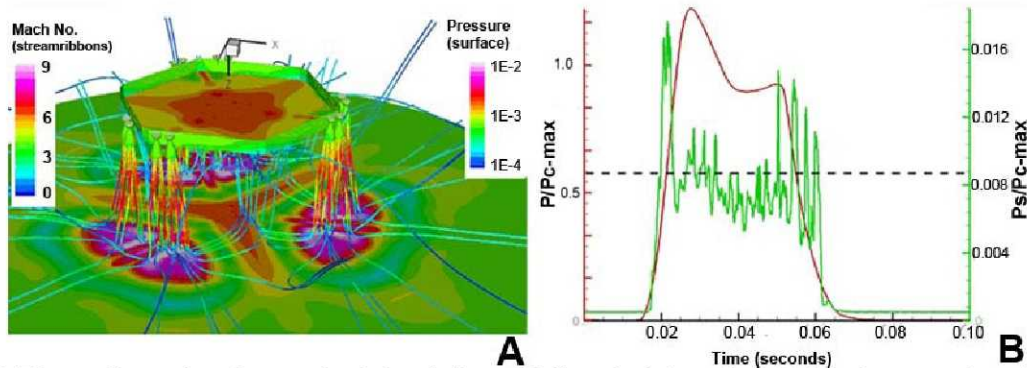 Mach No.
(streamribbons)
9
6
3
0
X
Pressure
(surface)
1E-2
1E-3
1E-4
A
P/Pc-max
1.0
0.5
0
0.02
0.04
0.06
0.08
0.10
Time (seconds)
0.016
0.012
0.008
0.004
0
Ps/Pc-max
B